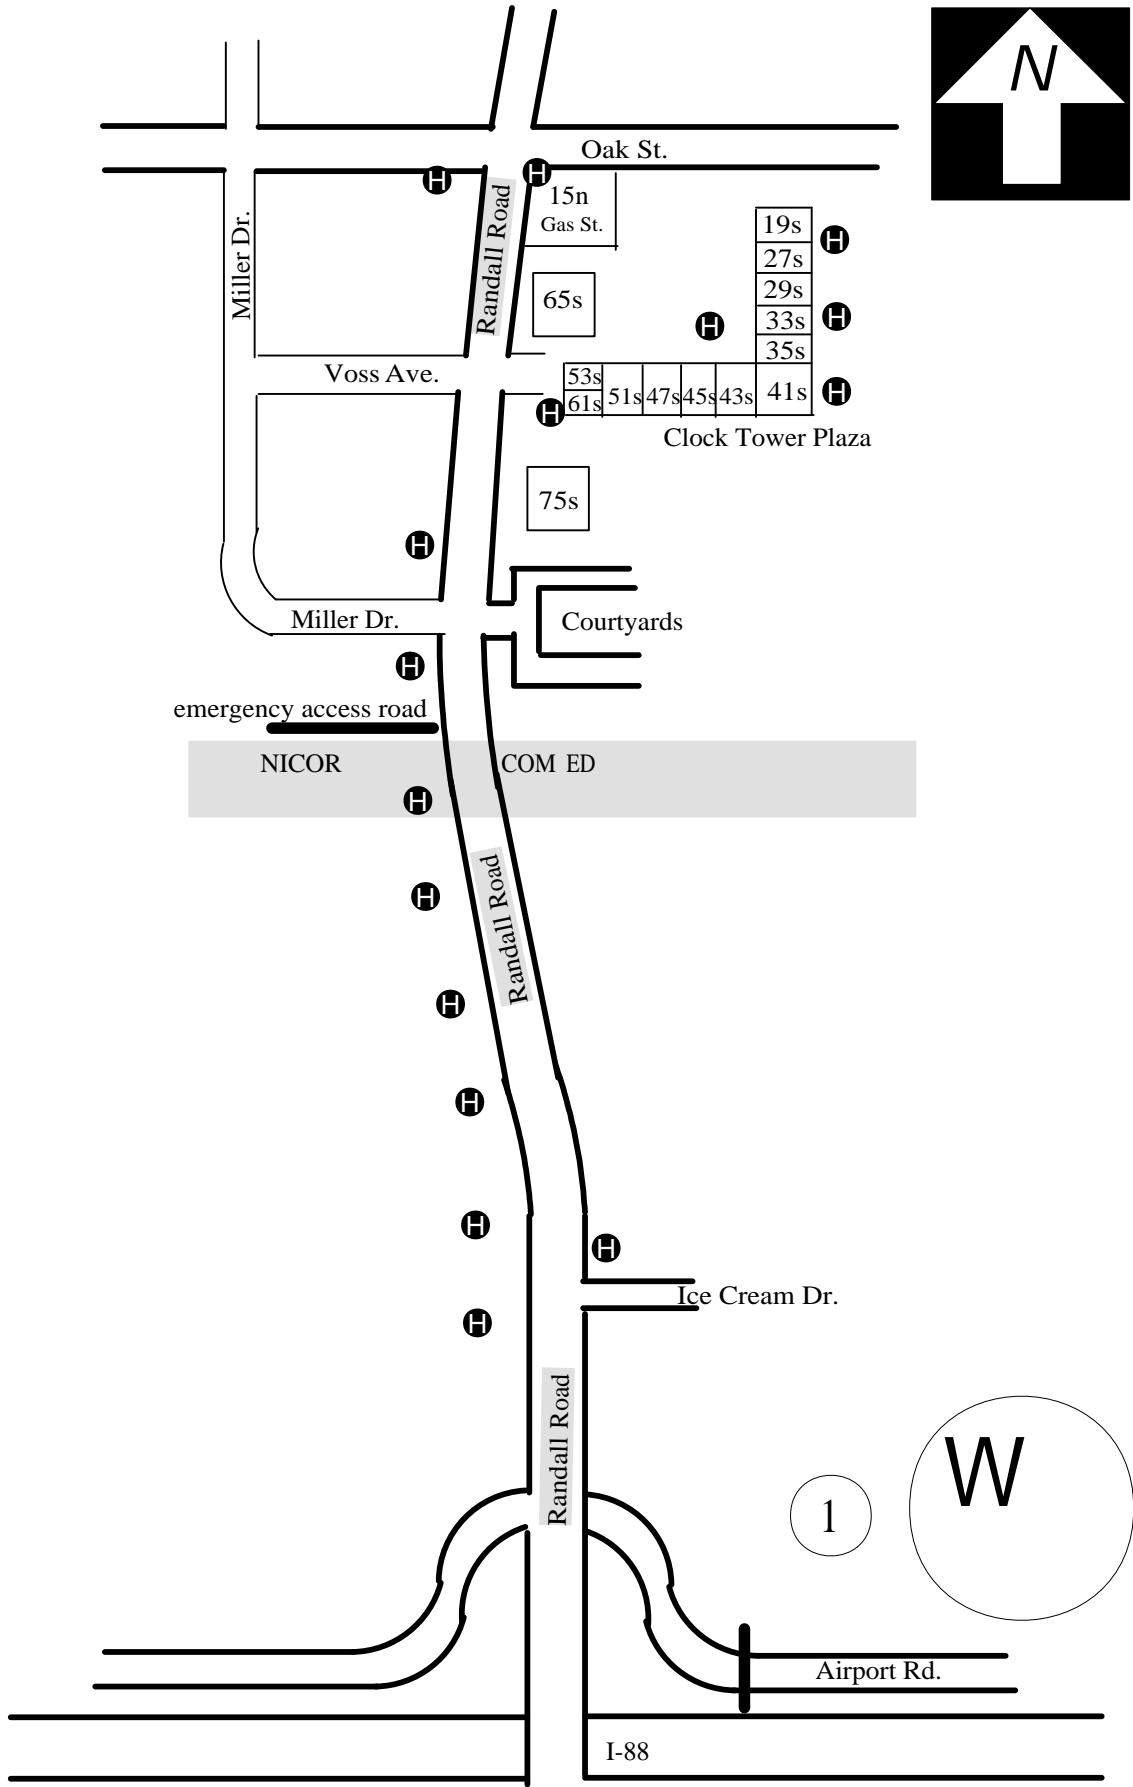 N
Oak St.
H
H
15n
Gas St.
Randall Road
Miller Dr.
19s
H
27s
29s
65s
33s
H
H
35s
Voss Ave.
53s
61s
51s
47s
45s
43s
41s
H
H
Clock Tower Plaza
75s
H
Miller Dr.
Courtyards
H
emergency access road
NICOR
COM ED
H
H
Randall Road
H
H
H
H
Ice Cream Dr.
H
Randall Road
W
1
Airport Rd.
I-88